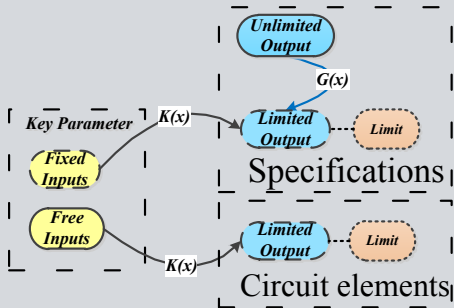 Unlimited
Output
G(x)
K(x)
Limited
Output
Limit
Specifications
Key Parameter
Fixed
Inputs
Free
Inputs
K(x)
Limited
Output
Limit
Circuit elements